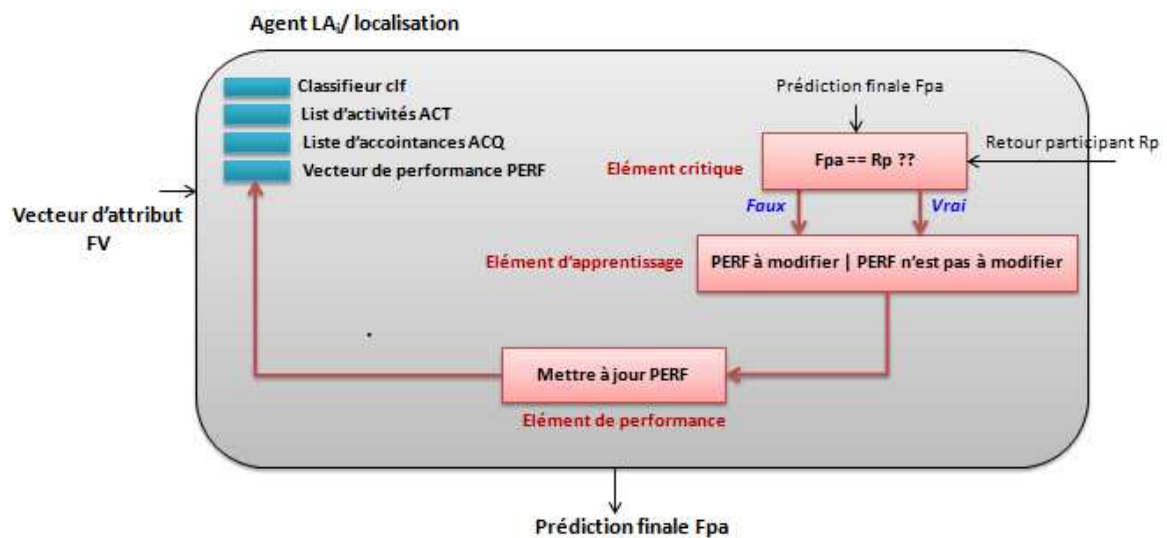 Agent LAi/ localisation
Classifieur clf
List d'activités ACT
Liste d'accointances ACQ
Vecteur de performance PERF
Prédiction finale Fpa
Retour participant Rp
Elément critique
Fpa == Rp ??
Faux
Vrai
Vecteur d'attribut
FV
Elément d'apprentissage
PERF à modifier | PERF n'est pas à modifier
Mettre à jour PERF
Elément de performance
Prédiction finale Fpa